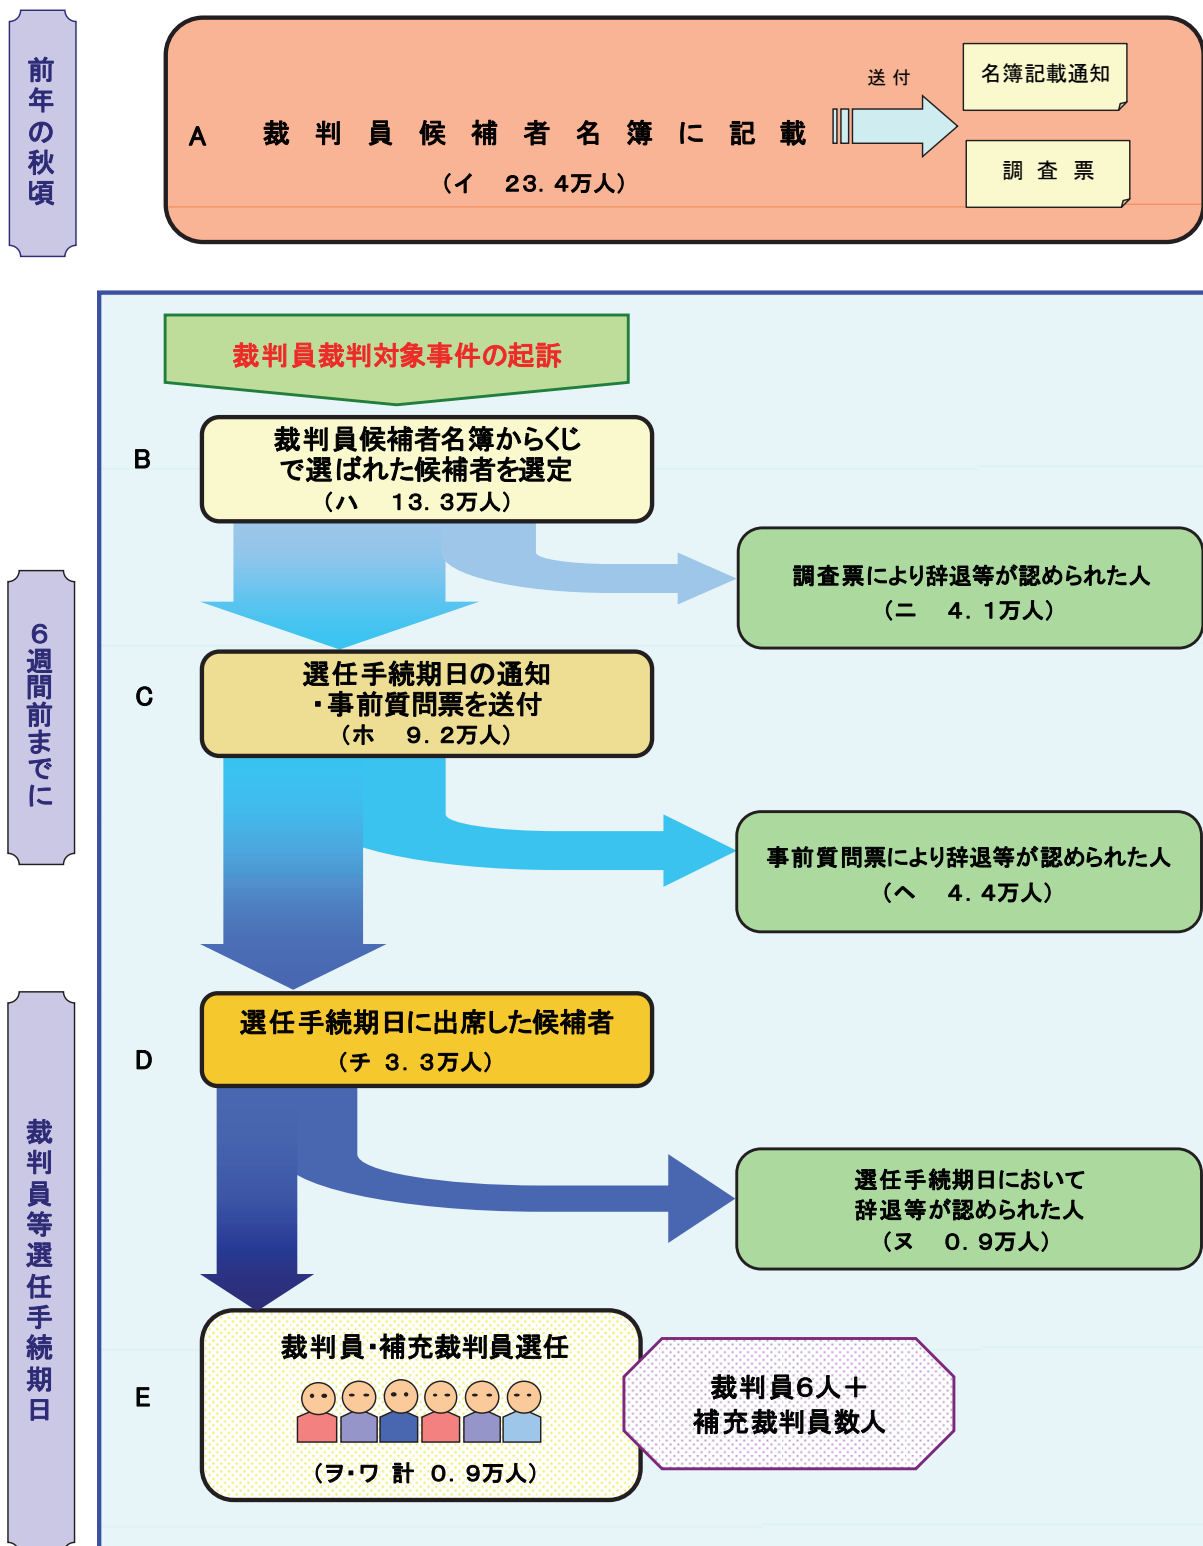 前年の秋頃
A 裁判員候補者名簿に記載
（イ　２３．４万人）
送付
名簿記載通知
調査票
裁判員裁判対象事件の起訴
B
裁判員候補者名簿からくじ
で選ばれた候補者を選定
（ハ　１３．３万人）
調査票により辞退等が認められた人
（ニ　４．１万人）
６週間前までに
C
選任手続期日の通知
・事前質問票を送付
（ホ　９．２万人）
事前質問票により辞退等が認められた人
（ヘ　４．４万人）
裁判員等選任手続期日
D
選任手続期日に出席した候補者
（チ ３．３万人）
選任手続期日において
辞退等が認められた人
（ヌ　０．９万人）
E
裁判員・補充裁判員選任
（ヲ・ワ 計 ０．９万人）
裁判員６人＋
補充裁判員数人